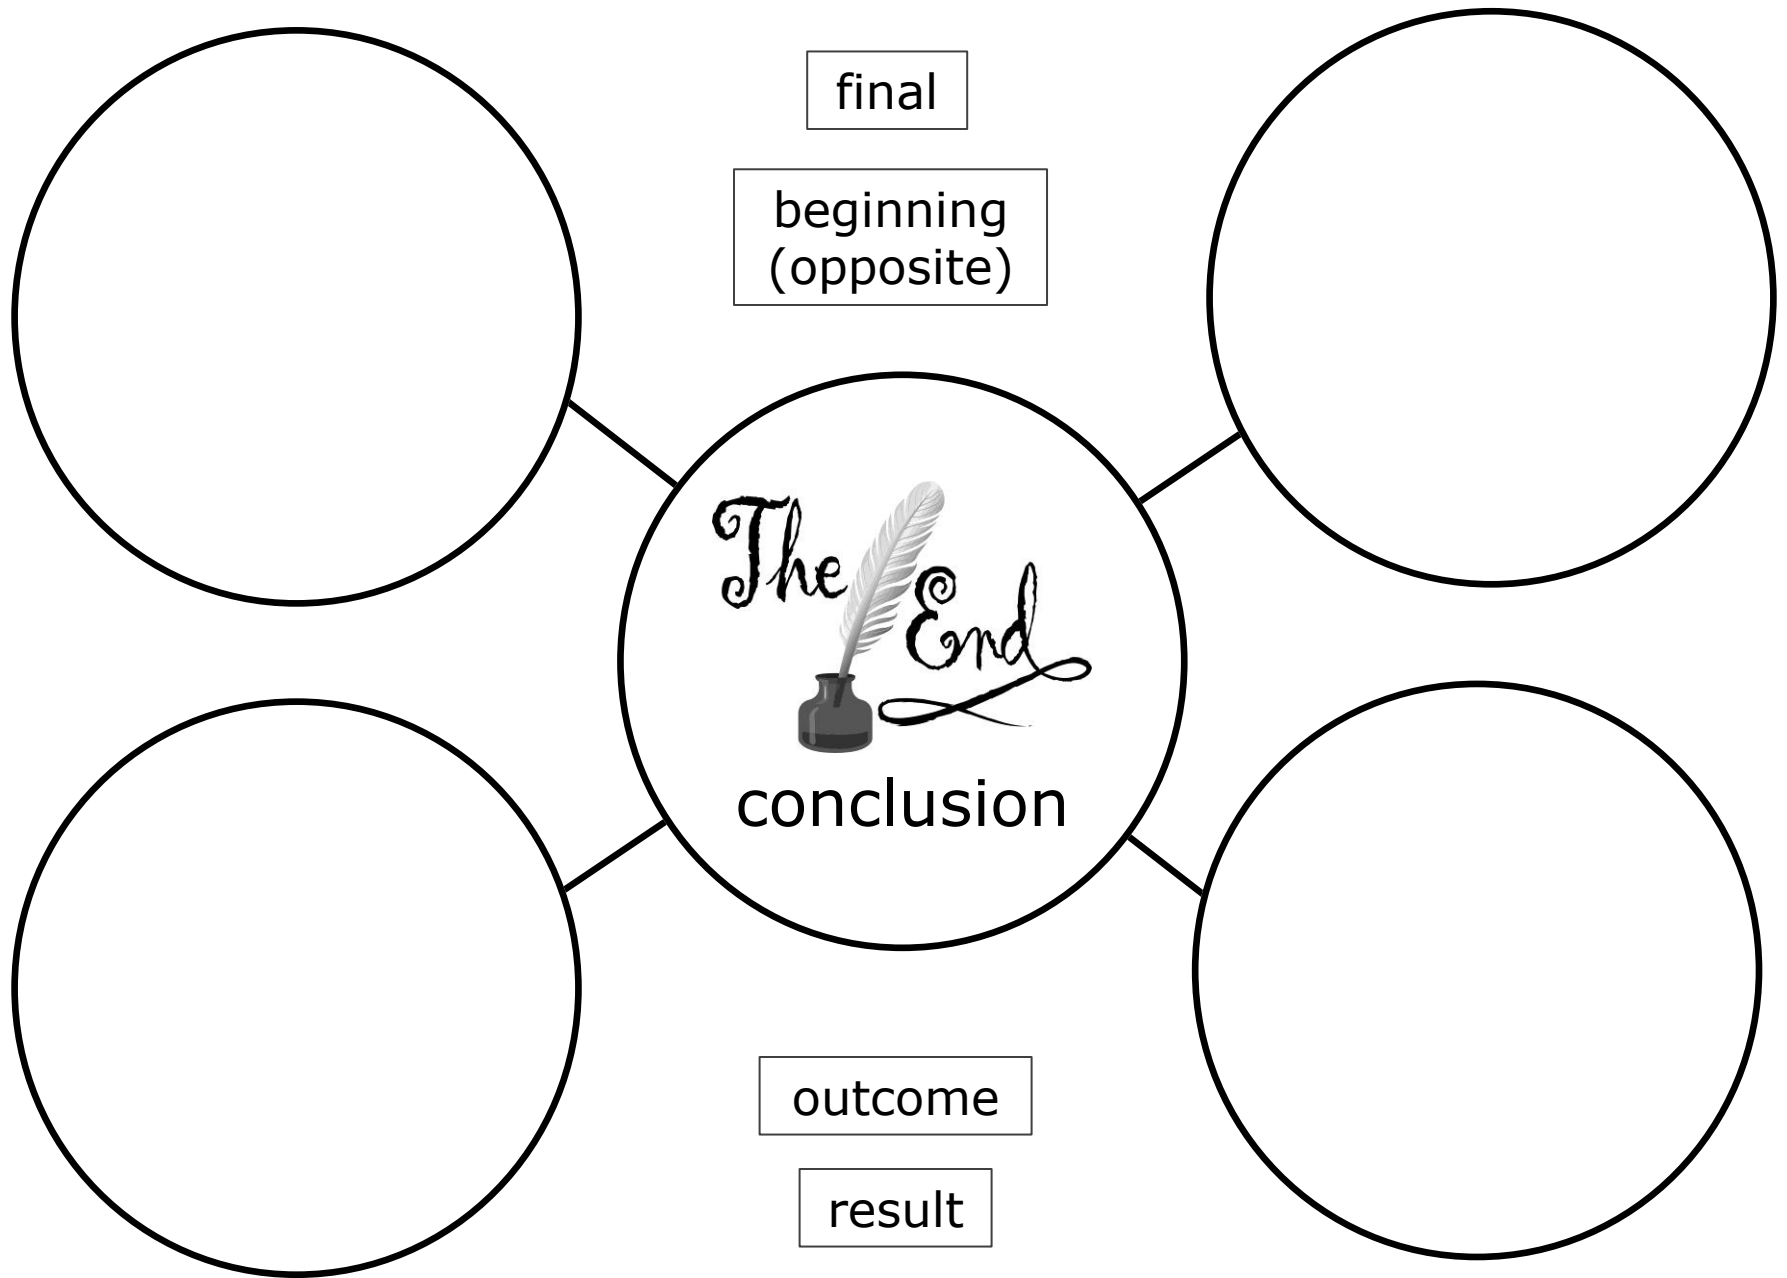 final
beginning
(opposite)
The End
conclusion
outcome
result